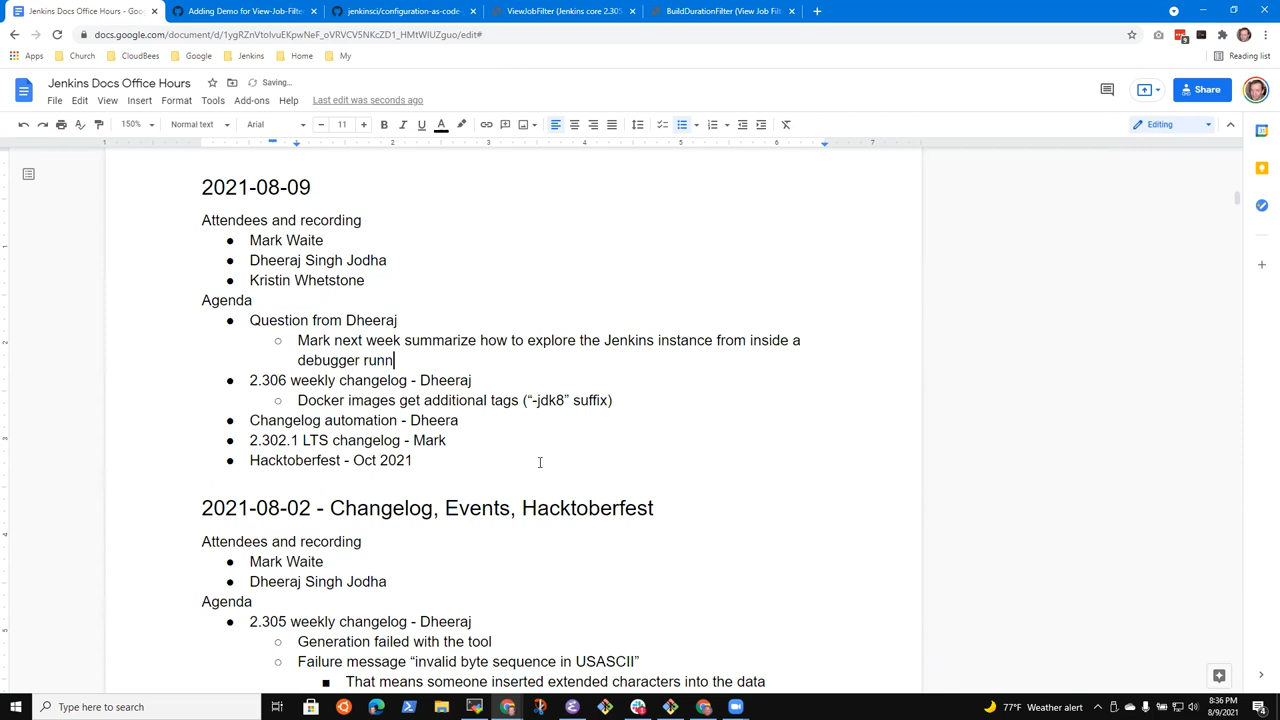 Jenkins Docs Office Hours - Goo
Adding Demo for View-Job-Filter
jenkinsci/configuration-as-code-
ViewJobFilter (Jenkins core 2.305
BuildDurationFilter (View Job Filt
docs.google.com/document/d/1ygRZnVtoIvuEKpwNeF_oVRVCV5NKcZD1_HMtWIUZguo/edit#
Apps
Church
CloudBees
Google
Jenkins
Home
My
Reading list
Jenkins Docs Office Hours
Saving...
File Edit View Insert Format Tools Add-ons Help Last edit was seconds ago
Share
150% Normal text Arial 11
Editing
1 2 3 4 5 6 7
2021-08-09
Attendees and recording
● Mark Waite
● Dheeraj Singh Jodha
● Kristin Whetstone
Agenda
● Question from Dheeraj
○ Mark next week summarize how to explore the Jenkins instance from inside a
debugger runn
● 2.306 weekly changelog - Dheeraj
○ Docker images get additional tags (“-jdk8” suffix)
● Changelog automation - Dheera
● 2.302.1 LTS changelog - Mark
● Hacktoberfest - Oct 2021
2021-08-02 - Changelog, Events, Hacktoberfest
Attendees and recording
● Mark Waite
● Dheeraj Singh Jodha
Agenda
● 2.305 weekly changelog - Dheeraj
○ Generation failed with the tool
○ Failure message “invalid byte sequence in USASCII”
■ That means someone inserted extended characters into the data
Type here to search
77°F Weather alert
8:36 PM
8/9/2021